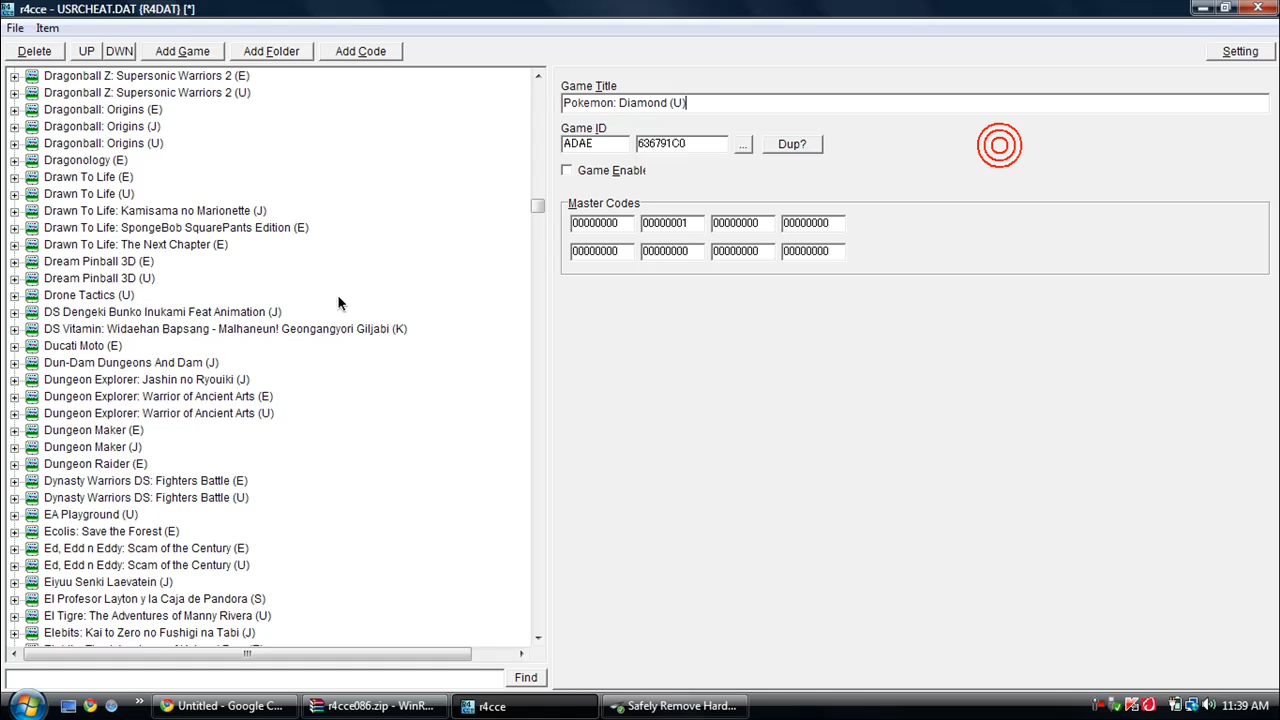 r4cce - USRCHEAT.DAT {R4DAT} [*]
File Item
Delete UP DWN Add Game Add Folder Add Code Setting
Dragonball Z: Supersonic Warriors 2 (E)
Dragonball Z: Supersonic Warriors 2 (U)
Dragonball: Origins (E)
Dragonball: Origins (J)
Dragonball: Origins (U)
Dragonology (E)
Drawn To Life (E)
Drawn To Life (U)
Drawn To Life: Kamisama no Marionette (J)
Drawn To Life: SpongeBob SquarePants Edition (E)
Drawn To Life: The Next Chapter (E)
Dream Pinball 3D (E)
Dream Pinball 3D (U)
Drone Tactics (U)
DS Dengeki Bunko Inukami Feat Animation (J)
DS Vitamin: Widaehan Bapsang - Malhaneun! Geongangyori Giljabi (K)
Ducati Moto (E)
Dun-Dam Dungeons And Dam (J)
Dungeon Explorer: Jashin no Ryouiki (J)
Dungeon Explorer: Warrior of Ancient Arts (E)
Dungeon Explorer: Warrior of Ancient Arts (U)
Dungeon Maker (E)
Dungeon Maker (J)
Dungeon Raider (E)
Dynasty Warriors DS: Fighters Battle (E)
Dynasty Warriors DS: Fighters Battle (U)
EA Playground (U)
Ecolis: Save the Forest (E)
Ed, Edd n Eddy: Scam of the Century (E)
Ed, Edd n Eddy: Scam of the Century (U)
Eiyuu Senki Laevatein (J)
El Profesor Layton y la Caja de Pandora (S)
El Tigre: The Adventures of Manny Rivera (U)
Elebits: Kai to Zero no Fushigi na Tabi (J)
Find
Game Title
Pokemon: Diamond (U)
Game ID
ADAE 636791C0 ... Dup?
Game Enable
Master Codes
00000000 00000001 00000000 00000000
00000000 00000000 00000000 00000000
» Untitled - Google C... r4cce086.zip - WinR... r4cce Safely Remove Hard... « 11:39 AM